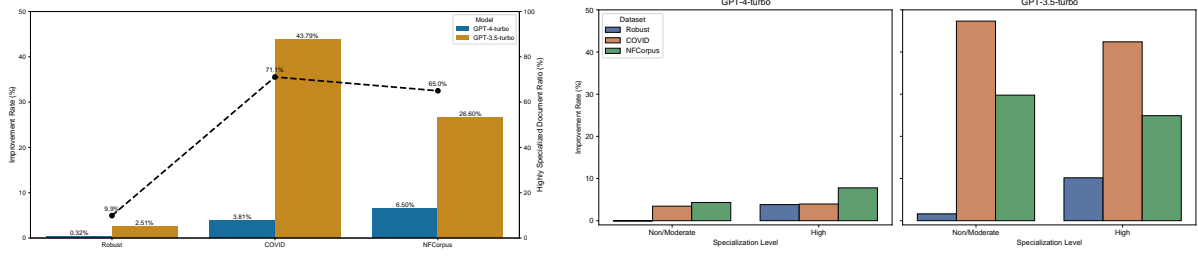 Improvement Rate (%)
50
40
30
20
10
0
Model
GPT-4-turbo
GPT-3.5-turbo
9.9%
71.1%
65.0%
0.32%
2.51%
3.81%
43.79%
6.50%
26.60%
Robust
COVID
NFCorpus
100
80
60
40
20
0
Highly Specialized Document Ratio (%)
GPT-4-turbo
Improvement Rate (%)
50
40
30
20
10
0
Dataset
Robust
COVID
NFCorpus
Non/Moderate
High
Specialization Level
GPT-3.5-turbo
Non/Moderate
High
Specialization Level